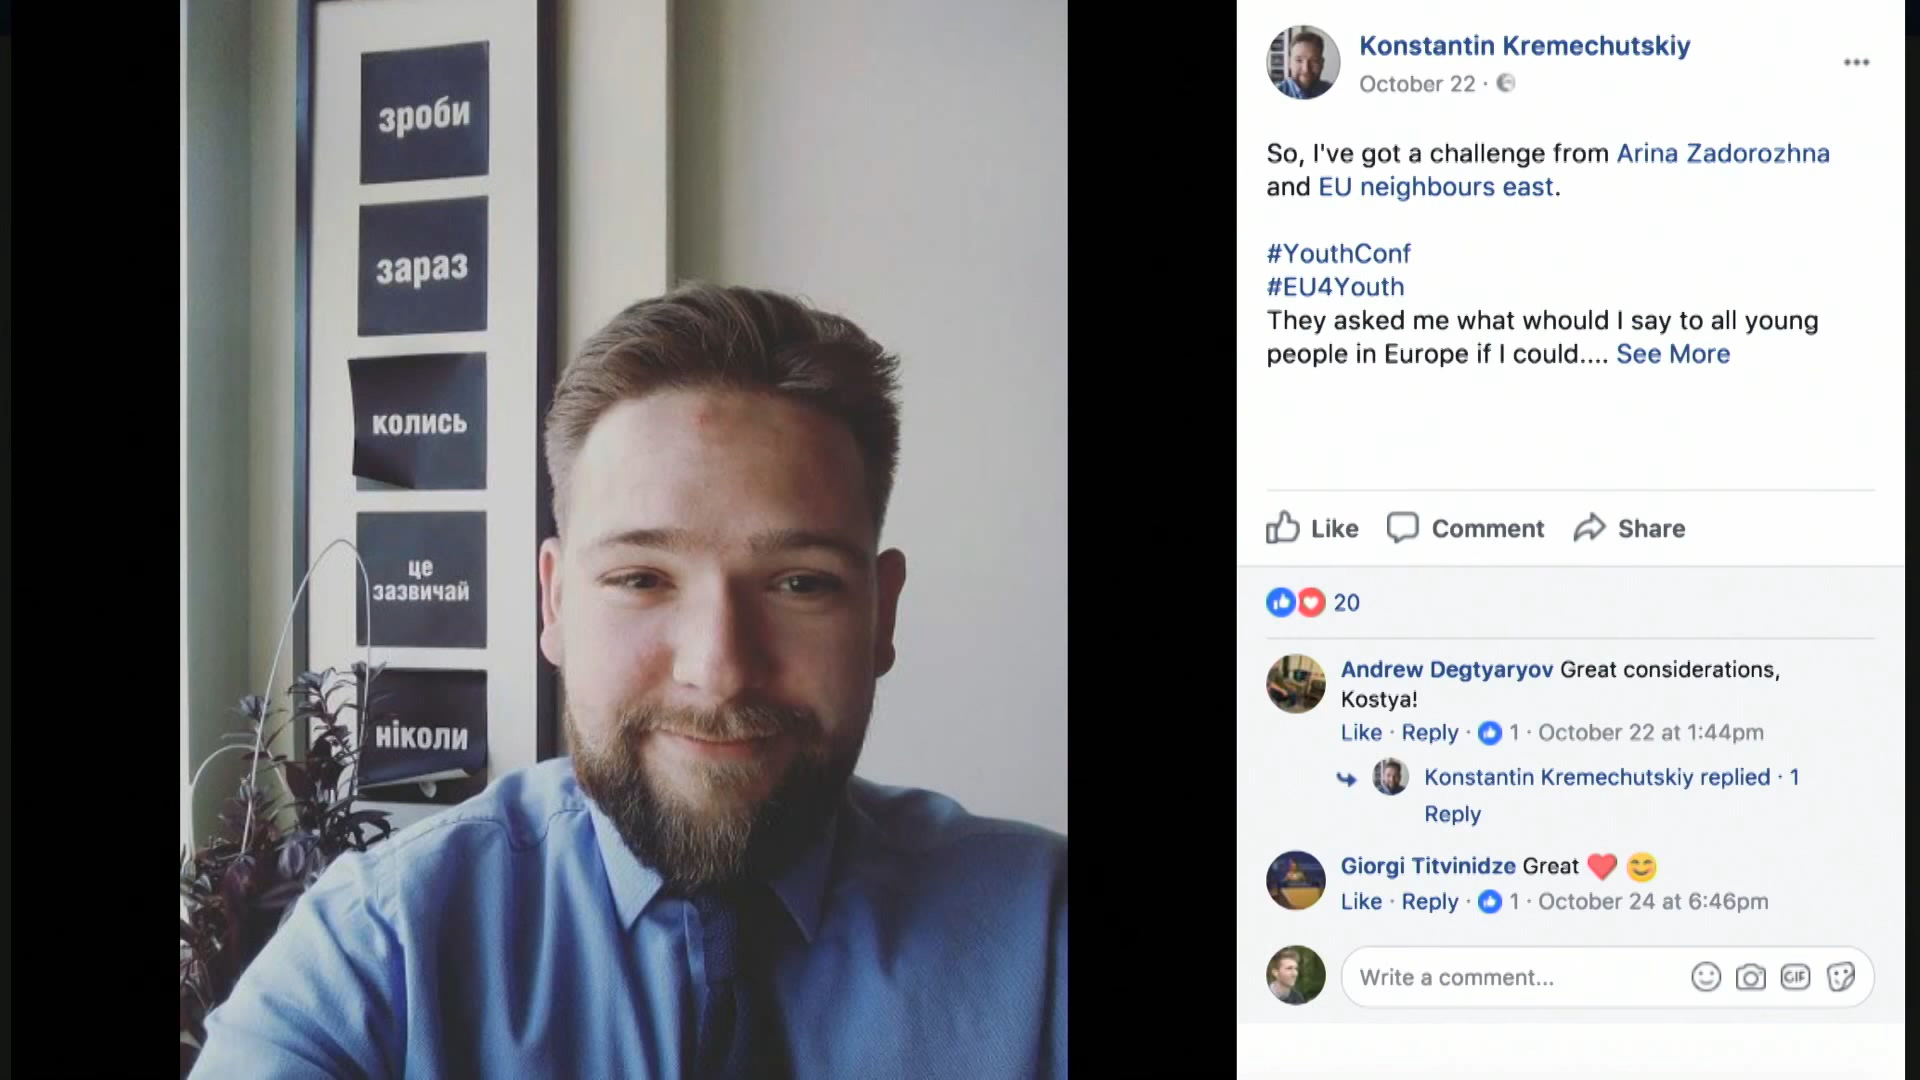 зроби
зараз
колись
це
зазвичай
ніколи
Konstantin Kremechutskiy
October 22 ·
So, I've got a challenge from Arina Zadorozhna
and EU neighbours east.
#YouthConf
#EU4Youth
They asked me what whould I say to all young
people in Europe if I could.... See More
Like Comment Share
20
Andrew Degtyaryov Great considerations,
Kostya!
Like · Reply · 1 · October 22 at 1:44pm
Konstantin Kremechutskiy replied · 1
Reply
Giorgi Titvinidze Great ❤️ 😊
Like · Reply · 1 · October 24 at 6:46pm
Write a comment... GIF